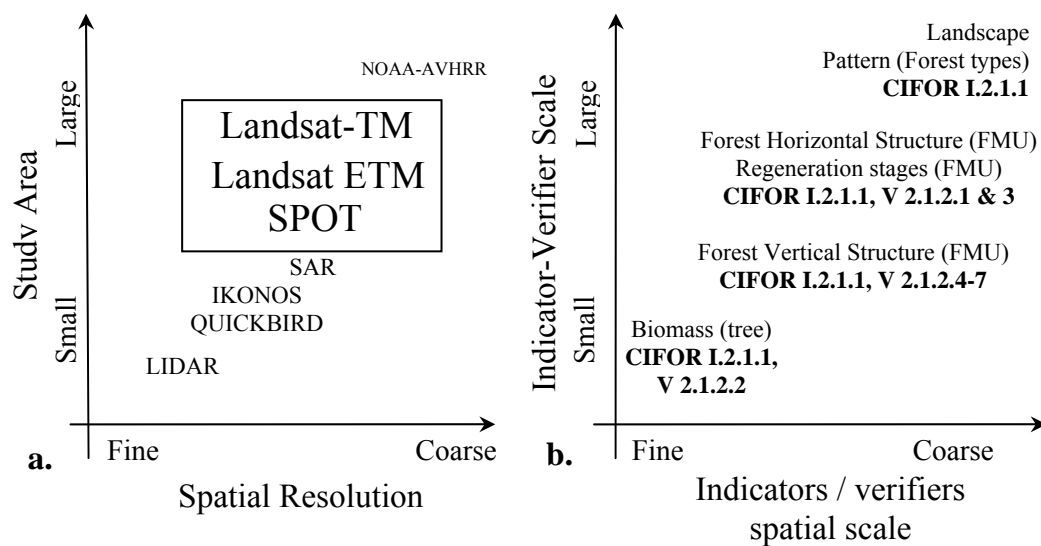 NOAA-AVHRR
Landsat-TM
Landsat ETM
SPOT
SAR
IKONOS
QUICKBIRD
LIDAR
Study Area
Large
Small
Fine
Coarse
a.
Spatial Resolution
Landscape
Pattern (Forest types)
CIFOR I.2.1.1
Forest Horizontal Structure (FMU)
Regeneration stages (FMU)
CIFOR I.2.1.1, V 2.1.2.1 & 3
Forest Vertical Structure (FMU)
CIFOR I.2.1.1, V 2.1.2.4-7
Biomass (tree)
CIFOR I.2.1.1,
V 2.1.2.2
Indicator-Verifier Scale
Large
Small
Fine
Coarse
b.
Indicators / verifiers
spatial scale